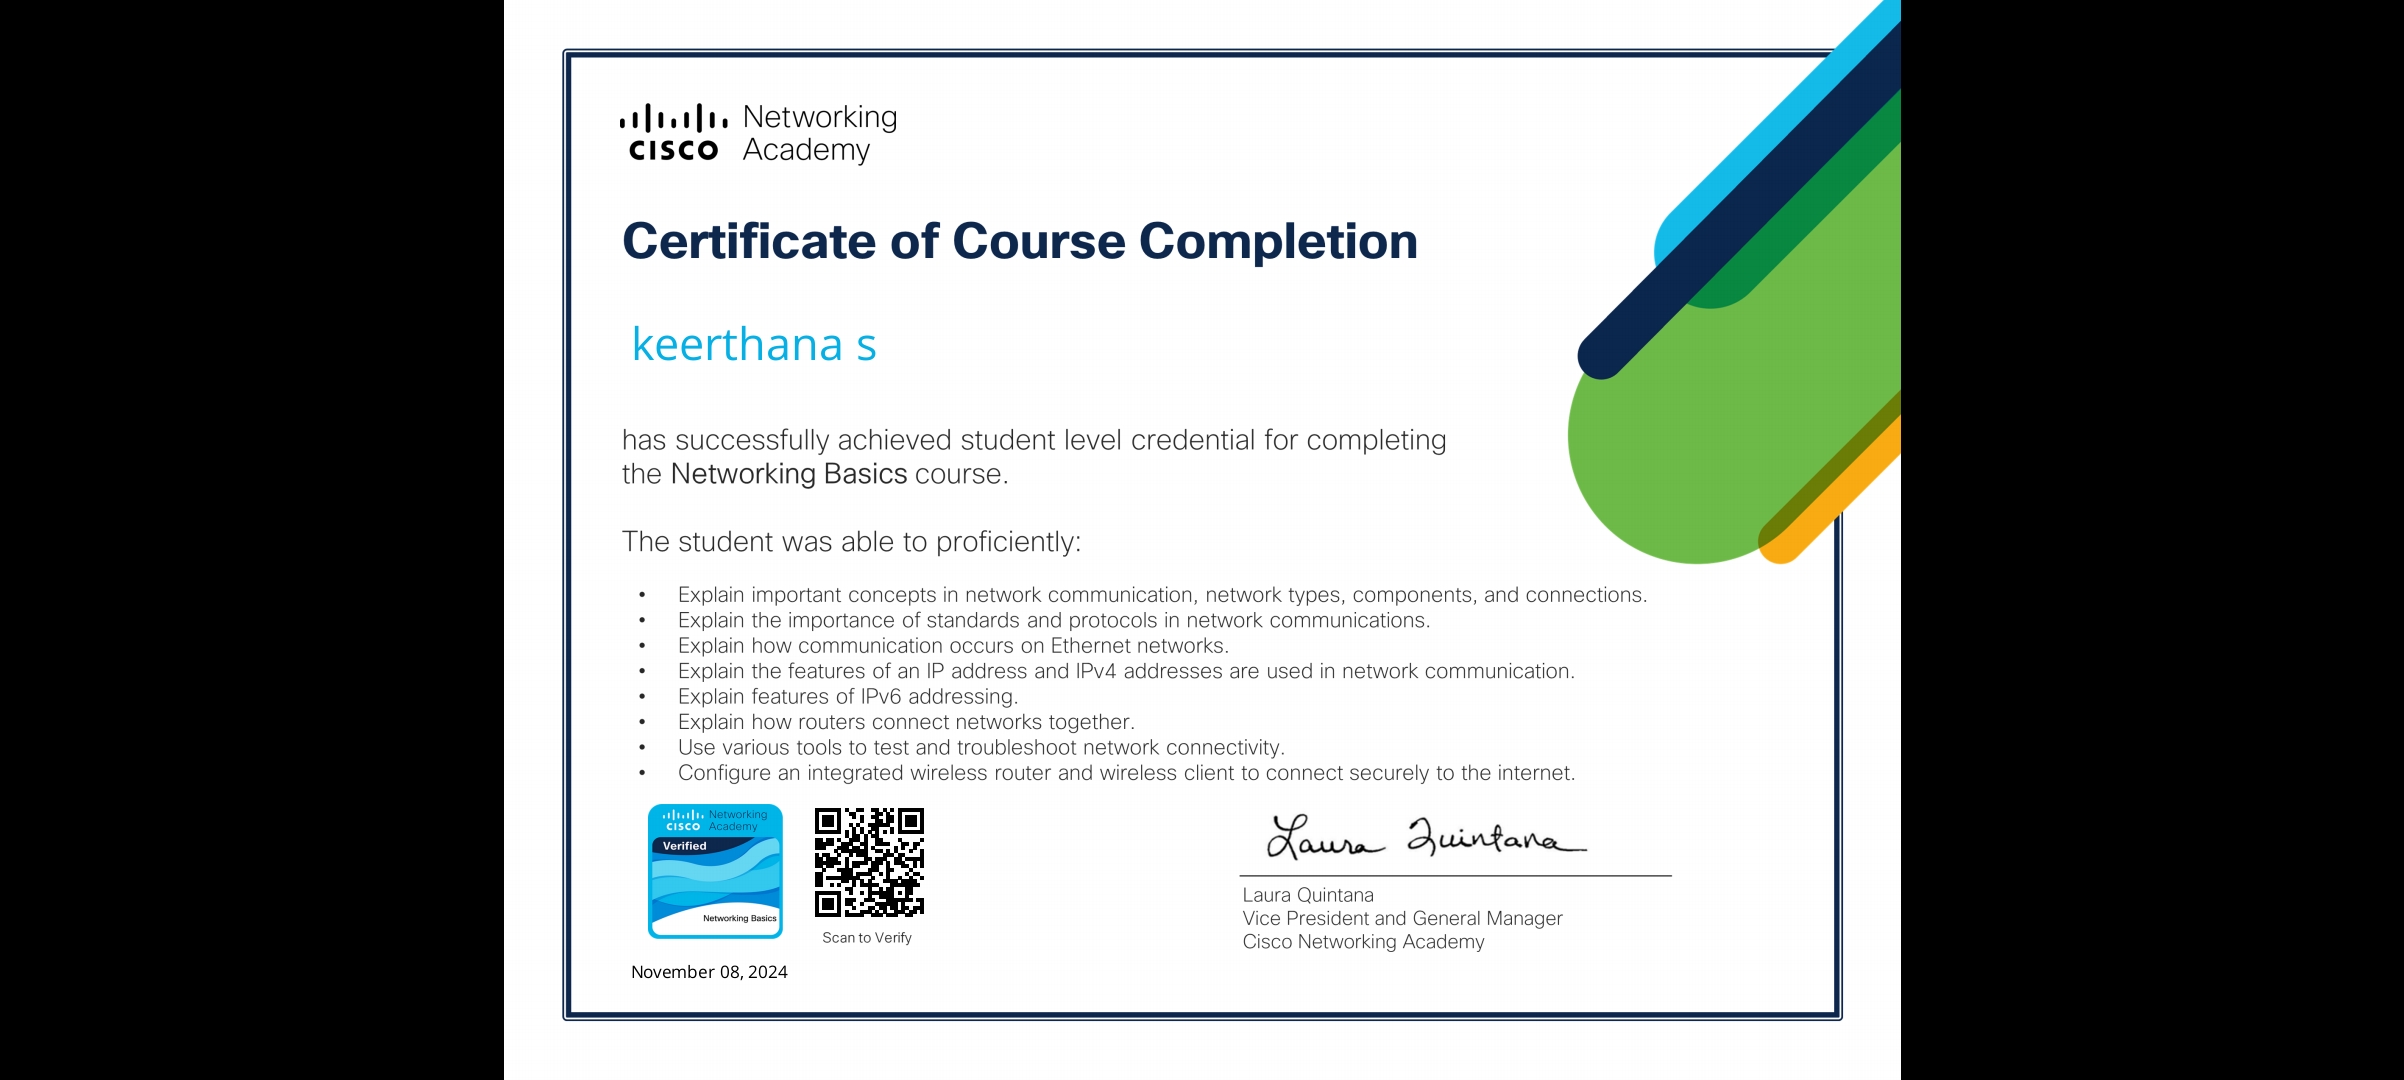 Networking
Academy
CISCO
Certificate of Course Completion
keerthana s
has successfully achieved student level credential for completing
the Networking Basics course.
The student was able to proficiently:
• Explain important concepts in network communication, network types, components, and connections.
• Explain the importance of standards and protocols in network communications.
• Explain how communication occurs on Ethernet networks.
• Explain the features of an IP address and IPv4 addresses are used in network communication.
• Explain features of IPv6 addressing.
• Explain how routers connect networks together.
• Use various tools to test and troubleshoot network connectivity.
• Configure an integrated wireless router and wireless client to connect securely to the internet.
Networking
Academy
CISCO
Verified
Networking Basics
Scan to Verify
November 08, 2024
Laura Quintana
Laura Quintana
Vice President and General Manager
Cisco Networking Academy